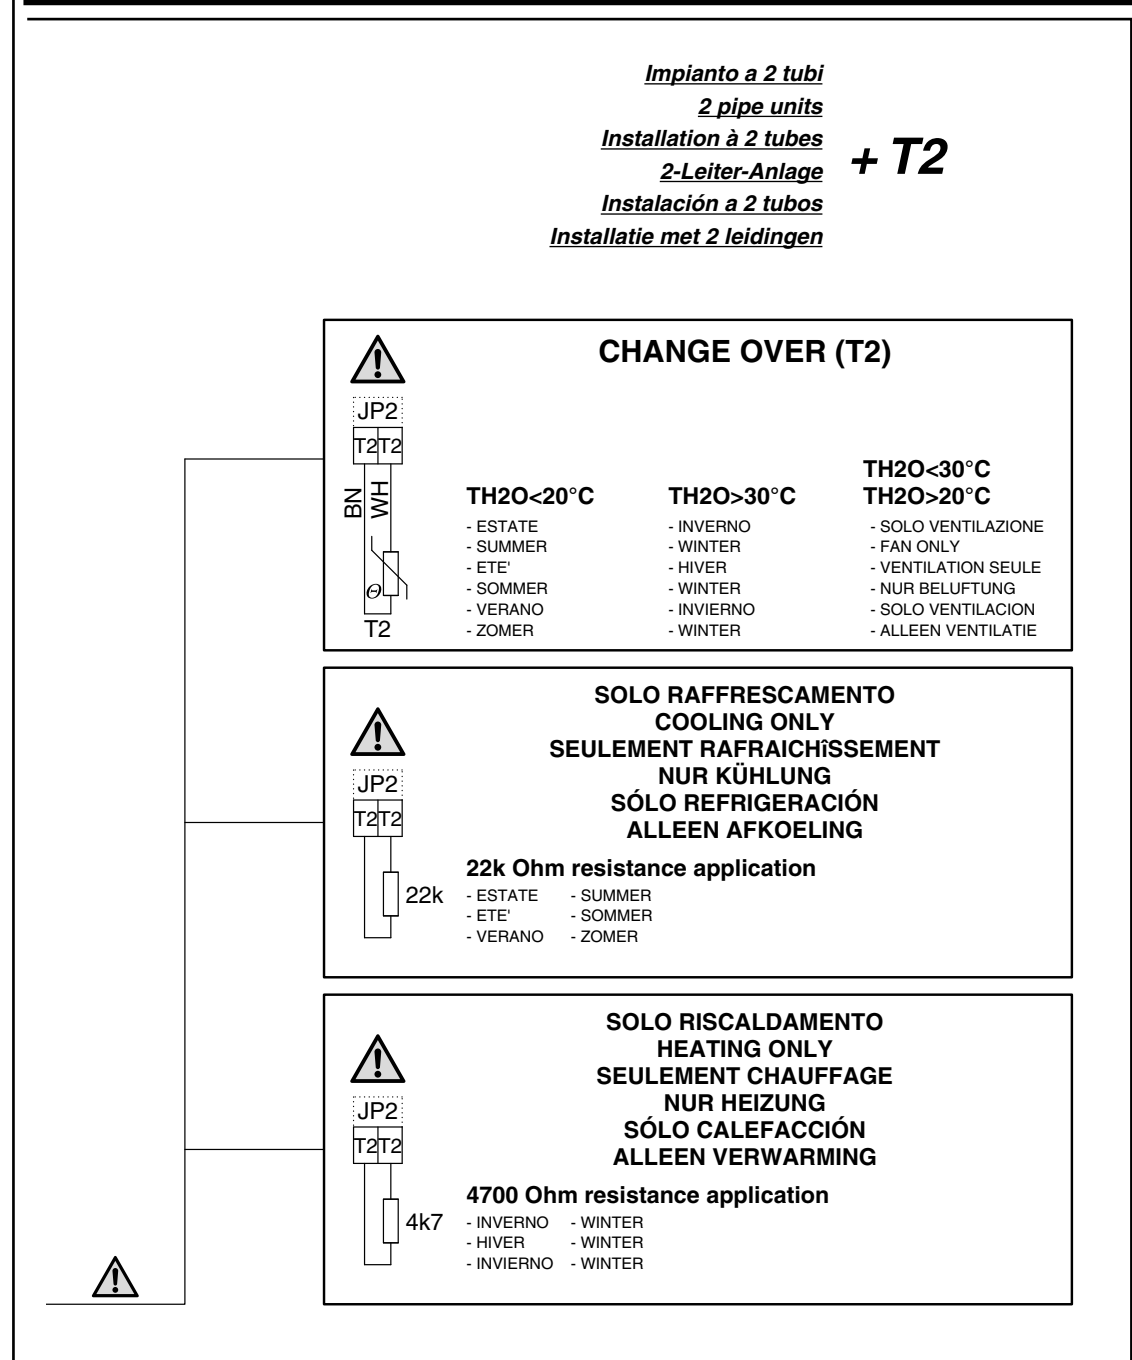 Impianto a 2 tubi
2 pipe units
Installation à 2 tubes
2-Leiter-Anlage
Instalación a 2 tubos
Installatie met 2 leidingen
+ T2
CHANGE OVER (T2)
JP2
T2 T2
BN
WH
Θ
T2
TH2O<20°C
- ESTATE
- SUMMER
- ETE'
- SOMMER
- VERANO
- ZOMER
TH2O>30°C
- INVERNO
- WINTER
- HIVER
- WINTER
- INVIERNO
- WINTER
TH2O<30°C
TH2O>20°C
- SOLO VENTILAZIONE
- FAN ONLY
- VENTILATION SEULE
- NUR BELUFTUNG
- SOLO VENTILACION
- ALLEEN VENTILATIE
SOLO RAFFRESCAMENTO
COOLING ONLY
SEULEMENT RAFRAICHîSSEMENT
NUR KÜHLUNG
SÓLO REFRIGERACIÓN
ALLEEN AFKOELING
JP2
T2 T2
22k
22k Ohm resistance application
- ESTATE - SUMMER
- ETE' - SOMMER
- VERANO - ZOMER
SOLO RISCALDAMENTO
HEATING ONLY
SEULEMENT CHAUFFAGE
NUR HEIZUNG
SÓLO CALEFACCIÓN
ALLEEN VERWARMING
JP2
T2 T2
4k7
4700 Ohm resistance application
- INVERNO - WINTER
- HIVER - WINTER
- INVIERNO - WINTER